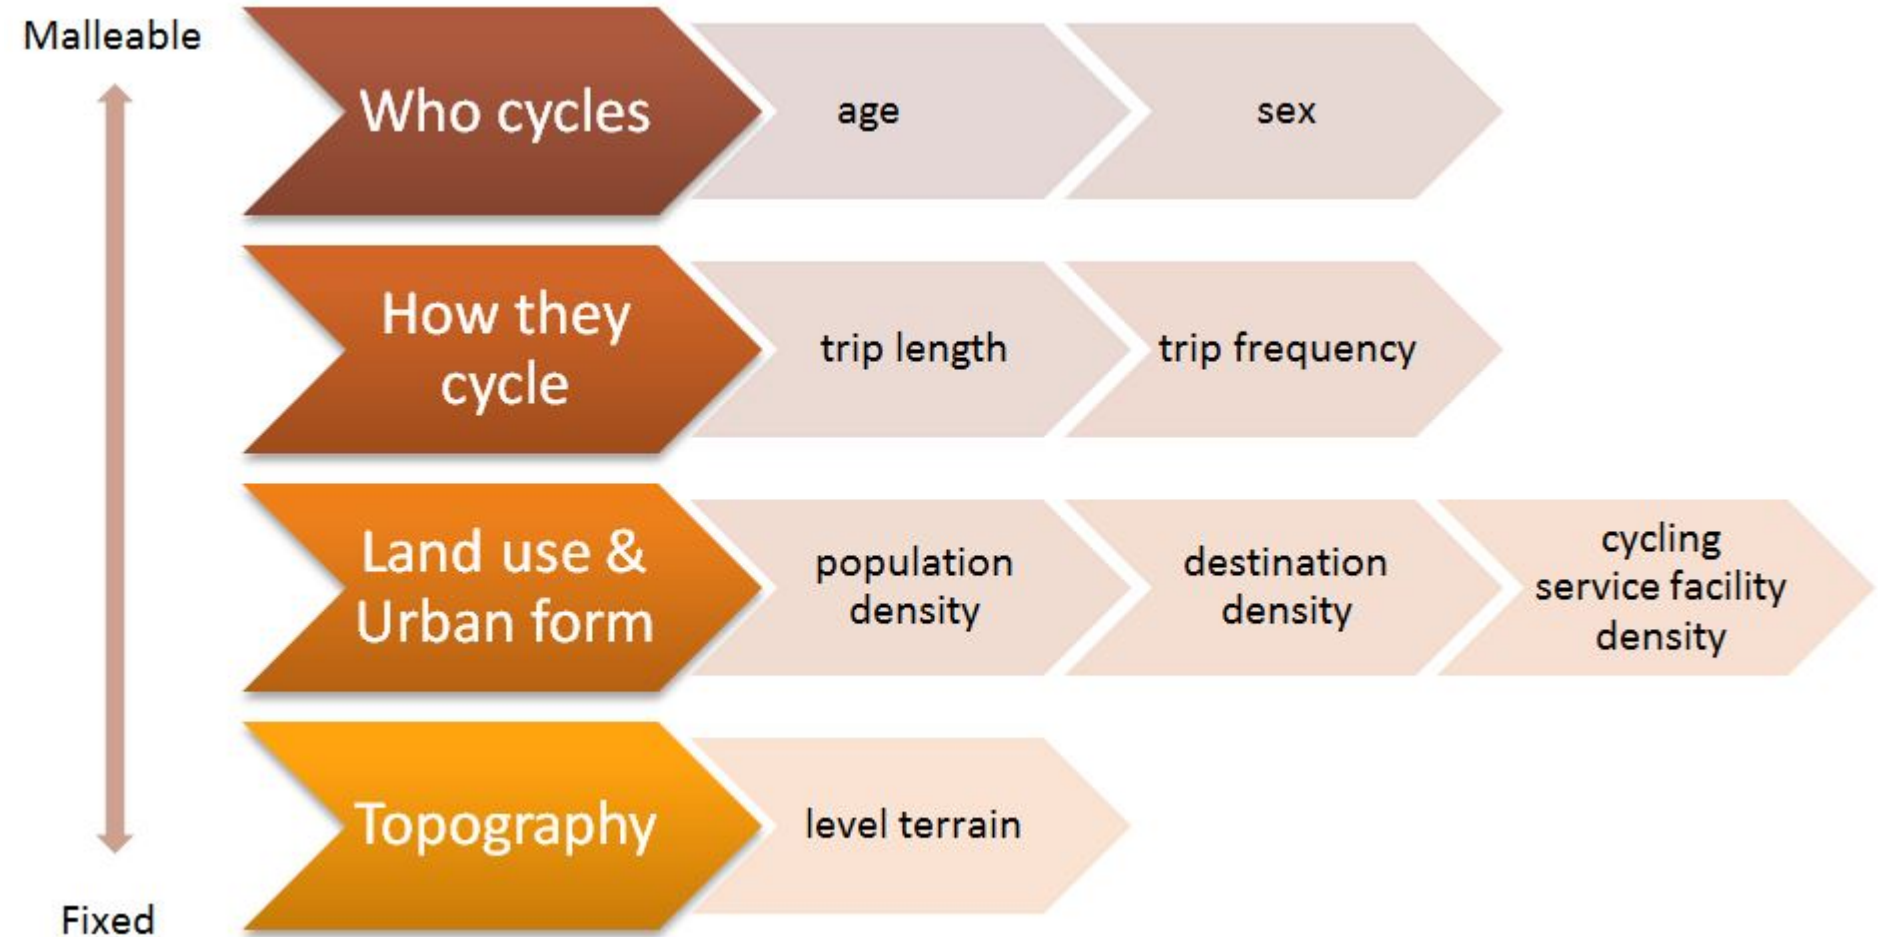 Malleable
Who cycles
age
sex
How they
cycle
trip length
trip frequency
Land use &
Urban form
population
density
destination
density
cycling
service facility
density
Topography
level terrain
Fixed